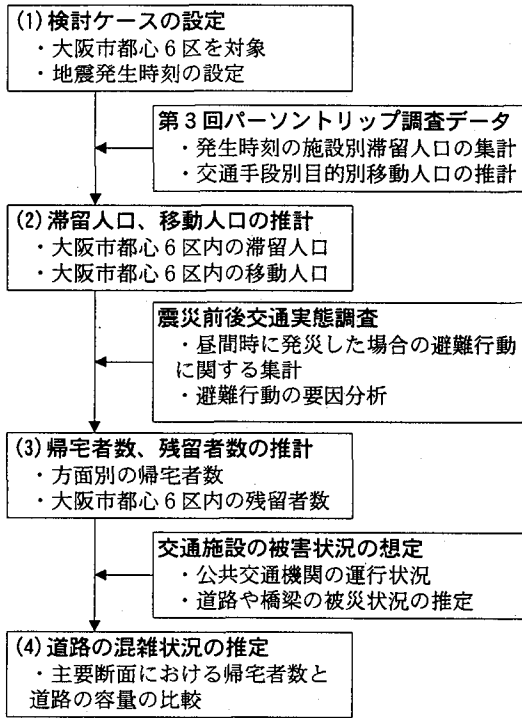 (1)検討ケースの設定
・大阪市都心6区を対象
・地震発生時刻の設定
第3回パーソントリップ調査データ
・発生時刻の施設別滞留人口の集計
・交通手段別目的別移動人口の推計
(2)滞留人口、移動人口の推計
・大阪市都心6区内の滞留人口
・大阪市都心6区内の移動人口
震災前後交通実態調査
・昼間時に発災した場合の避難行動
に関する集計
・避難行動の要因分析
(3)帰宅者数、残留者数の推計
・方面別の帰宅者数
・大阪市都心6区内の残留者数
交通施設の被害状況の想定
・公共交通機関の運行状況
・道路や橋梁の被災状況の推定
(4)道路の混雑状況の推定
・主要断面における帰宅者数と
道路の容量の比較